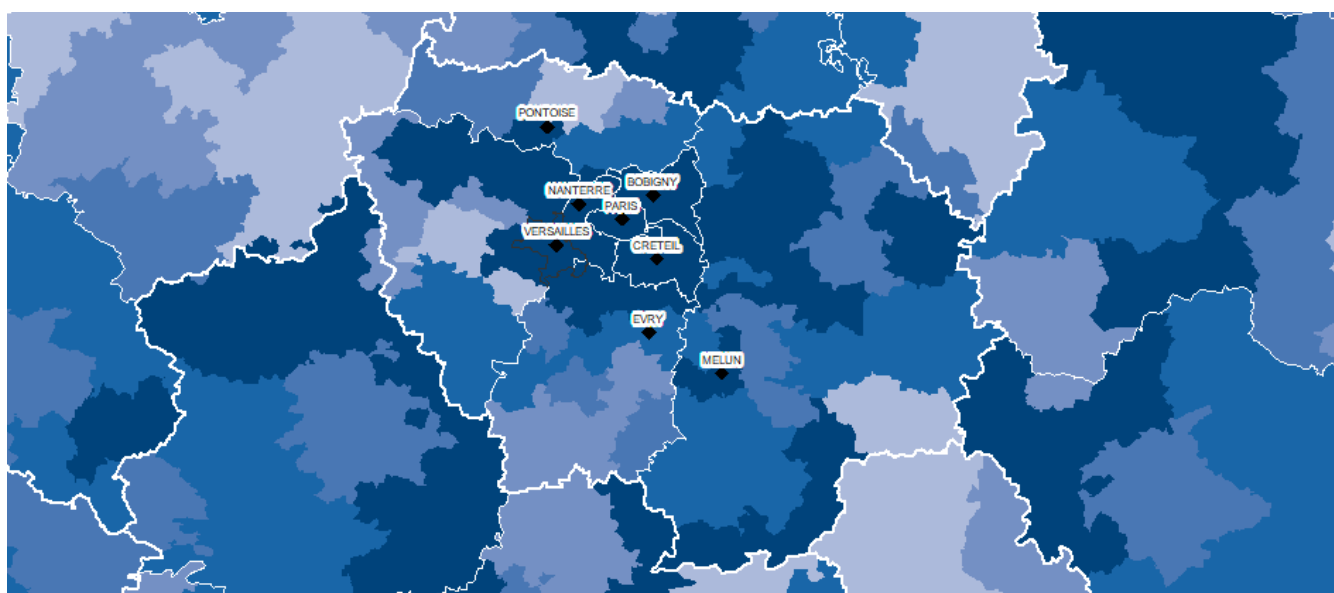 PONTOISE
BOBIGNY
NANTERRE
PARIS
VERSAILLES
CRETEIL
EVRY
MELUN